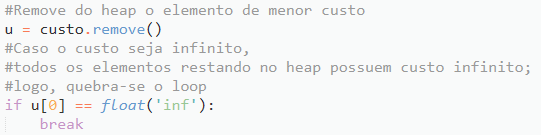 #Remove do heap o elemento de menor custo
u = custo.remove()
#Caso o custo seja infinito,
#todos os elementos restando no heap possuem custo infinito;
#logo, quebra-se o loop
if u[0] == float('inf'):
    break